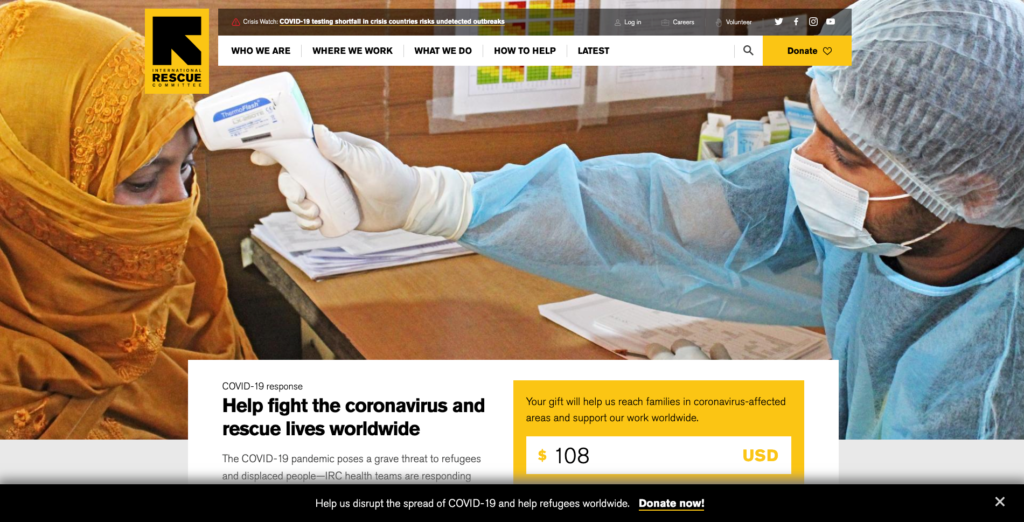 Crisis Watch: COVID-19 testing shortfall in crisis countries risks undetected outbreaks
Log in
Careers
Volunteer
INTERNATIONAL
RESCUE
COMMITTEE
WHO WE ARE
WHERE WE WORK
WHAT WE DO
HOW TO HELP
LATEST
Donate
ThermoFlash
COVID-19 response
Help fight the coronavirus and
rescue lives worldwide
The COVID-19 pandemic poses a grave threat to refugees
and displaced people—IRC health teams are responding
Your gift will help us reach families in coronavirus-affected
areas and support our work worldwide.
$ 108 USD
Help us disrupt the spread of COVID-19 and help refugees worldwide. Donate now!